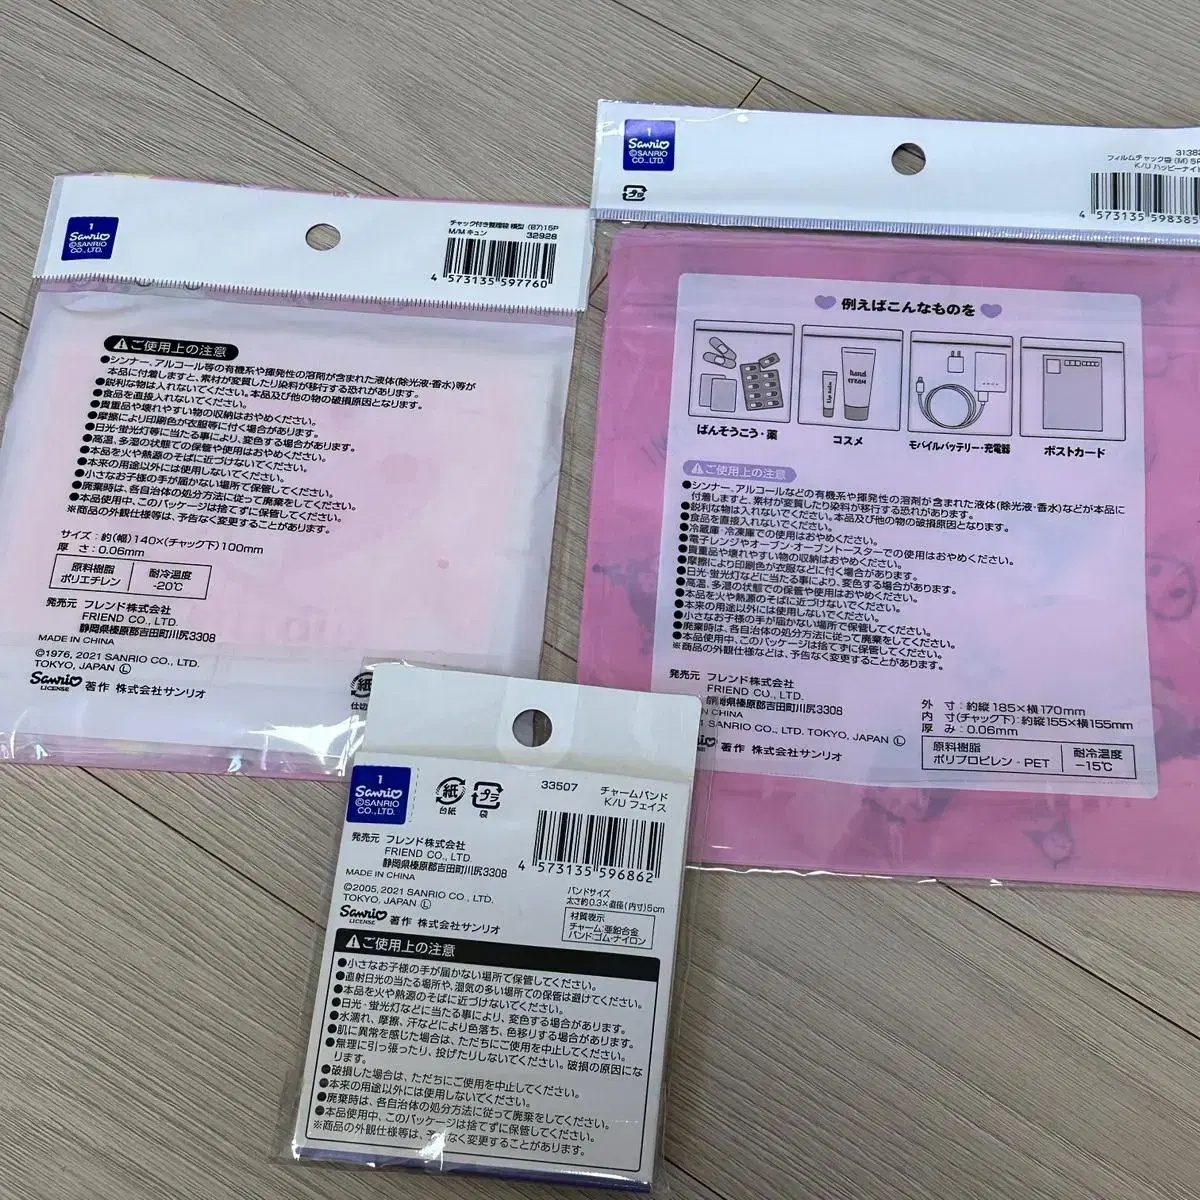 1
Sanrio
©SANRIO
CO.,LTD.
チャック付き整理袋 横型 (87)15P
M/M キュン 32928
4 573135 597760
⚠ご使用上の注意
●シンナー、アルコール等の有機系や揮発性の溶剤が含まれた液体(除光液・香水)等が
本品に付着しますと、素材が変質したり染料が移行する恐れがあります。
●鋭利な物は入れないでください。本品及び他の物の破損原因となります。
●食品を直接入れないでください。
●貴重品や壊れやすい物の収納はおやめください。
●摩擦により印刷色が衣服等に付く場合があります。
●日光・蛍光灯等に当たる事により、変色する場合があります。
●高温、多湿の状態での保管や使用はおやめください。
●本品を火や熱源のそばに近づけないでください。
●本来の用途以外には使用しないでください。
●小さなお子様の手が届かない場所で保管してください。
●廃棄時は、各自治体の処分方法に従って廃棄をしてください。
●本品使用中、このパッケージは捨てずに保管してください。
※商品の外観仕様等は、予告なく変更することがあります。
サイズ:約(幅)140×(チャック下)100mm
厚 さ:0.06mm
原料樹脂 耐冷温度
ポリエチレン -20℃
発売元 フレンド株式会社
FRIEND CO., LTD.
静岡県榛原郡吉田町川尻3308
MADE IN CHINA
©1976, 2021 SANRIO CO., LTD.
TOKYO, JAPAN Ⓛ
Sanrio 著作 株式会社サンリオ
LICENSE
紙
仕切
1
Sanrio
©SANRIO
CO.,LTD.
プラ
3138
フィルムチャック袋 (M) 5P
K/U ハッピーナイト
4 573135 598385
例えばこんなものを
lip balm
hand
cream
ばんそうこう・薬 コスメ モバイルバッテリー・充電器 ポストカード
⚠ご使用上の注意
●シンナー、アルコールなどの有機系や揮発性の溶剤が含まれた液体(除光液・香水)などが本品に
付着しますと、素材が変質したり染料が移行する恐れがあります。
●鋭利な物は入れないでください。本品及び他の物の破損原因となります。
●食品を直接入れないでください。
●冷蔵庫・冷凍庫での使用はおやめください。
●電子レンジやオーブン・オーブントースターでの使用はおやめください。
●貴重品や壊れやすい物の収納はおやめください。
●摩擦により印刷色が衣服などに付く場合があります。
●日光・蛍光灯などに当たる事により、変色する場合があります。
●高温、多湿の状態での保管や使用はおやめください。
●本品を火や熱源のそばに近づけないでください。
●本来の用途以外には使用しないでください。
●小さなお子様の手が届かない場所で保管してください。
●廃棄時は、各自治体の処分方法に従って廃棄をしてください。
●本品使用中、このパッケージは捨てずに保管してください。
※商品の外観仕様などは、予告なく変更することがあります。
発売元 フレンド株式会社
FRIEND CO., LTD.
静岡県榛原郡吉田町川尻3308
IN CHINA
SANRIO CO., LTD. TOKYO, JAPAN Ⓛ
著作 株式会社サンリオ
外 寸:約縦185×横170mm
内 寸(チャック下):約縦155×横155mm
厚 み:0.06mm
原料樹脂 耐冷温度
ポリプロピレン・PET -15℃
1
Sanrio
©SANRIO
CO.,LTD.
紙
台紙
プラ
袋
33507 チャームバンド
K/U フェイス
4 573135 596862
発売元 フレンド株式会社
FRIEND CO., LTD.
静岡県榛原郡吉田町川尻3308
MADE IN CHINA
©2005, 2021 SANRIO CO., LTD.
TOKYO, JAPAN Ⓛ
Sanrio 著作 株式会社サンリオ
LICENSE
バンドサイズ
太さ約0.3×直径(内寸)5cm
材質表示
チャーム:亜鉛合金
バンド:ゴム・ナイロン
⚠ご使用上の注意
●小さなお子様の手が届かない場所で保管してください。
●直射日光の当たる場所や、湿気の多い場所での保管は避けてください。
●本品を火や熱源のそばに近づけないでください。
●日光・蛍光灯などに当たる事により、変色する場合があります。
●水濡れ、摩擦、汗などにより色落ち、色移りする場合があります。
●肌に異常を感じた場合は、ただちにご使用を中止してください。
●無理に引っ張ったり、投げたりしないでください。破損の原因にな
ります。
●破損した場合は、ただちにご使用を中止してください。
●本来の用途以外には使用しないでください。
●廃棄時は、各自治体の処分方法に従って廃棄をしてください。
●本品使用中、このパッケージは捨てずに保管してください。
※商品の外観仕様等は、予告なく変更することがあります。